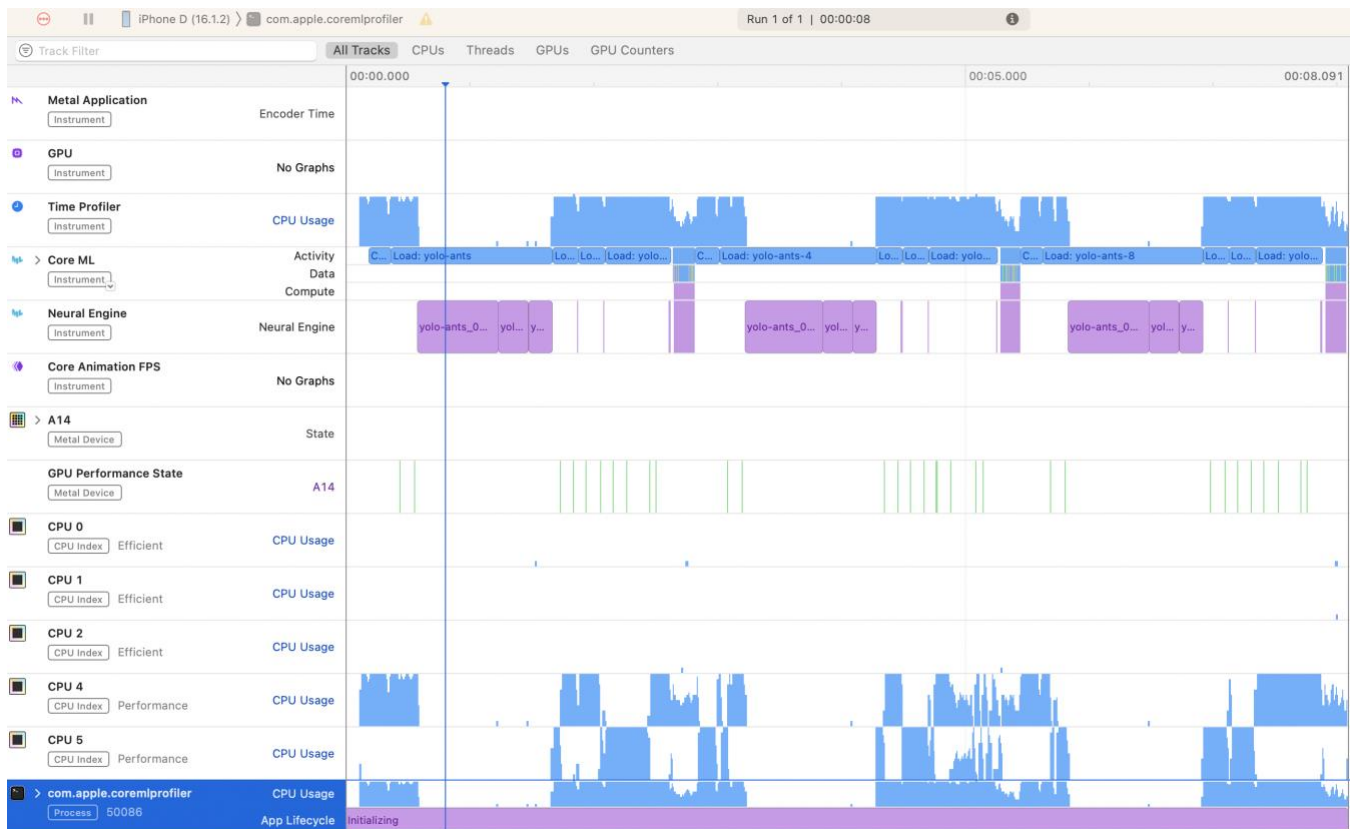 iPhone D (16.1.2) 〉 com.apple.coremlprofiler
Run 1 of 1 | 00:00:08
Track Filter
All Tracks CPUs Threads GPUs GPU Counters
00:00.000 00:05.000 00:08.091
Metal Application
Instrument
Encoder Time
GPU
Instrument
No Graphs
Time Profiler
Instrument
CPU Usage
Core ML
Instrument
Activity
Data
Compute
C... Load: yolo-ants Lo... Lo... Load: yolo... C... Load: yolo-ants-4 Lo... Lo... Load: yolo... C... Load: yolo-ants-8 Lo... Lo... Load: yolo...
Neural Engine
Instrument
Neural Engine
yolo-ants_0... yol... y... yolo-ants_0... yol... y... yolo-ants_0... yol... y...
Core Animation FPS
Instrument
No Graphs
A14
Metal Device
State
GPU Performance State
Metal Device
A14
CPU 0
CPU Index Efficient
CPU Usage
CPU 1
CPU Index Efficient
CPU Usage
CPU 2
CPU Index Efficient
CPU Usage
CPU 4
CPU Index Performance
CPU Usage
CPU 5
CPU Index Performance
CPU Usage
com.apple.coremlprofiler
Process 50086
CPU Usage
App Lifecycle
Initializing